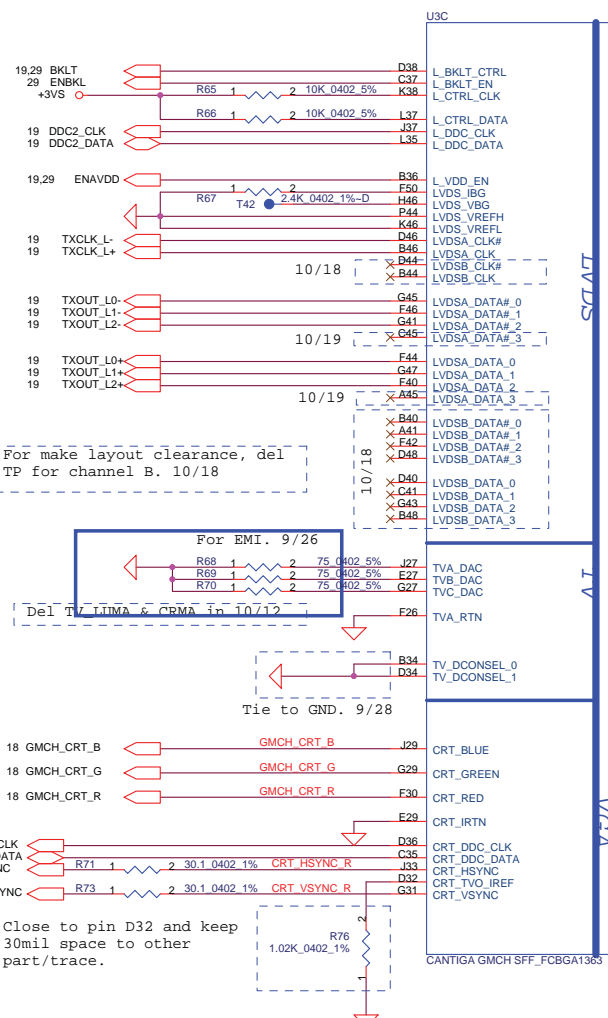 U3C
19,29 BKLT D38 L_BKLT_CTRL
29 ENBKL C37 L_BKLT_EN
+3VS R65 1 2 10K_0402_5% K38 L_CTRL_CLK
R66 1 2 10K_0402_5% L37 L_CTRL_DATA
19 DDC2_CLK J37 L_DDC_CLK
19 DDC2_DATA L35 L_DDC_DATA
19,29 ENAVDD B36 L_VDD_EN
R67 1 2 2.4K_0402_1%~D F50 LVDS_IBG
T42 H46 LVDS_VBG
P44 LVDS_VREFH
K46 LVDS_VREFL
19 TXCLK_L- D46 LVDSA_CLK#
19 TXCLK_L+ B46 LVDSA_CLK
10/18 D44 LVDSB_CLK#
B44 LVDSB_CLK
LVDS
19 TXOUT_L0- G45 LVDSA_DATA#_0
19 TXOUT_L1- F46 LVDSA_DATA#_1
19 TXOUT_L2- G41 LVDSA_DATA#_2
10/19 C45 LVDSA_DATA#_3
19 TXOUT_L0+ F44 LVDSA_DATA_0
19 TXOUT_L1+ G47 LVDSA_DATA_1
19 TXOUT_L2+ F40 LVDSA_DATA_2
10/19 A45 LVDSA_DATA_3
B40 LVDSB_DATA#_0
A41 LVDSB_DATA#_1
F42 LVDSB_DATA#_2
D48 LVDSB_DATA#_3
10/18
D40 LVDSB_DATA_0
C41 LVDSB_DATA_1
G43 LVDSB_DATA_2
B48 LVDSB_DATA_3
For make layout clearance, del
TP for channel B. 10/18
For EMI. 9/26
R68 1 2 75_0402_5% J27 TVA_DAC
R69 1 2 75_0402_5% E27 TVB_DAC
R70 1 2 75_0402_5% G27 TVC_DAC
TV
Del TV_LUMA & CRMA in 10/12
F26 TVA_RTN
B34 TV_DCONSEL_0
D34 TV_DCONSEL_1
Tie to GND. 9/28
18 GMCH_CRT_B GMCH_CRT_B J29 CRT_BLUE
18 GMCH_CRT_G GMCH_CRT_G G29 CRT_GREEN
18 GMCH_CRT_R GMCH_CRT_R F30 CRT_RED
E29 CRT_IRTN
VGA
CLK D36 CRT_DDC_CLK
DATA C35 CRT_DDC_DATA
NC R71 1 2 30.1_0402_1% CRT_HSYNC_R J33 CRT_HSYNC
D32 CRT_TVO_IREF
YNC R73 1 2 30.1_0402_1% CRT_VSYNC_R G31 CRT_VSYNC
Close to pin D32 and keep
30mil space to other
part/trace.
2
R76
1.02K_0402_1%
1
CANTIGA GMCH SFF_FCBGA1363